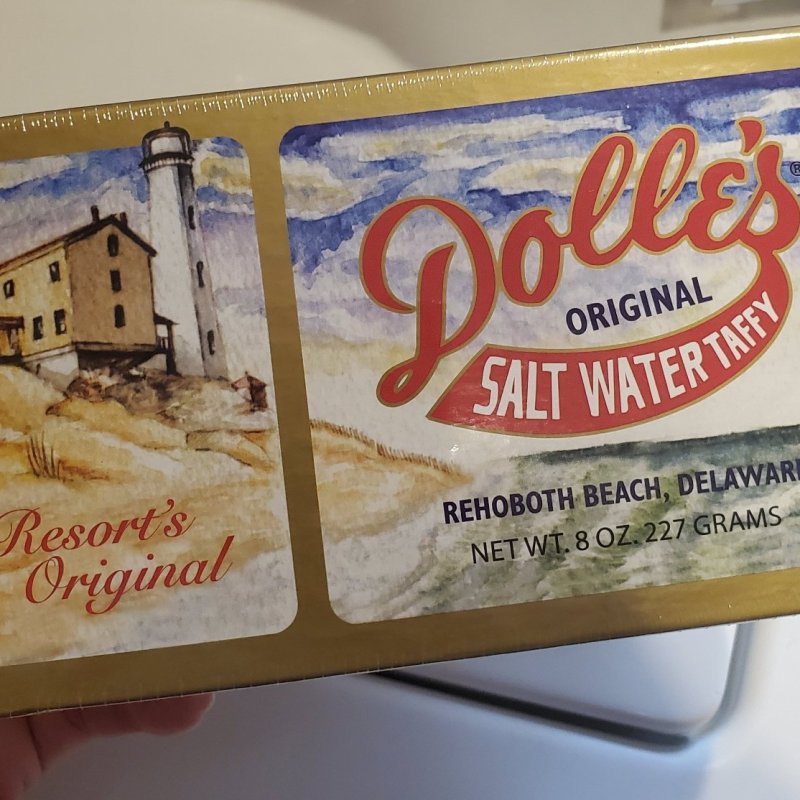 Resort's
Original
Dolle's®
ORIGINAL
SALT WATER TAFFY
REHOBOTH BEACH, DELAWAR
NET WT. 8 OZ. 227 GRAMS